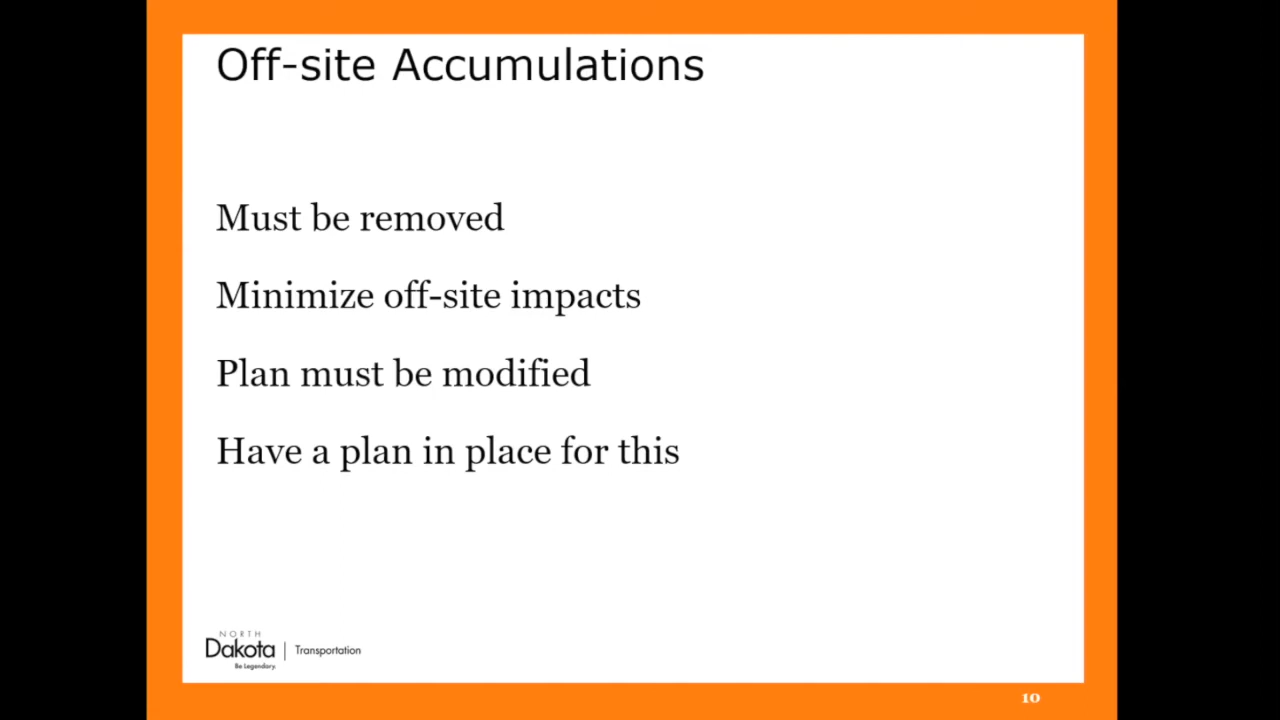 Off-site Accumulations
Must be removed
Minimize off-site impacts
Plan must be modified
Have a plan in place for this
NORTH
Dakota | Transportation
Be Legendary.
10